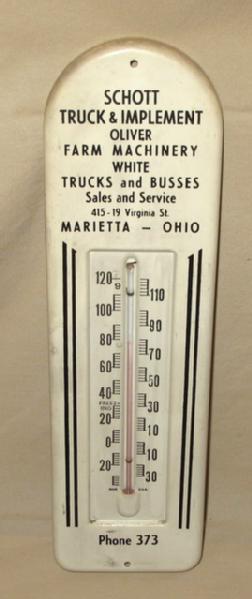 SCHOTT
TRUCK & IMPLEMENT
OLIVER
FARM MACHINERY
WHITE
TRUCKS and BUSSES
Sales and Service
415-19 Virginia St.
MARIETTA — OHIO
120
110
100
90
80
70
60
50
40
30
20
10
0
10
20
30
Phone 373